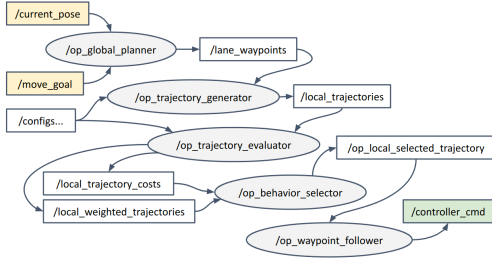 /current_pose
/op_global_planner
/lane_waypoints
/move_goal
/op_trajectory_generator
/local_trajectories
/configs...
/op_trajectory_evaluator
/op_local_selected_trajectory
/local_trajectory_costs
/op_behavior_selector
/local_weighted_trajectories
/controller_cmd
/op_waypoint_follower